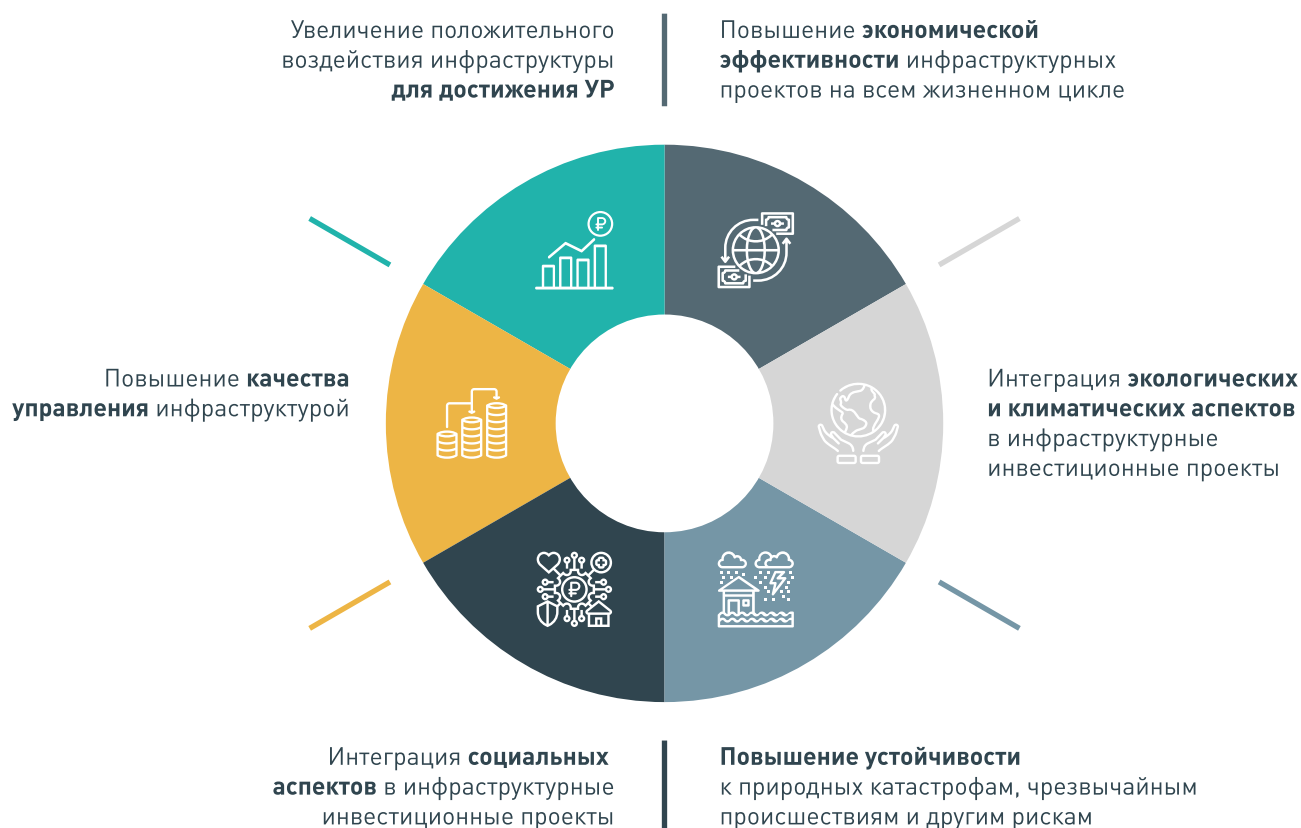 Увеличение положительного
воздействия инфраструктуры
для достижения УР
Повышение экономической
эффективности инфраструктурных
проектов на всем жизненном цикле
Повышение качества
управления инфраструктурой
Интеграция экологических
и климатических аспектов
в инфраструктурные
инвестиционные проекты
Интеграция социальных
аспектов в инфраструктурные
инвестиционные проекты
Повышение устойчивости
к природных катастрофам, чрезвычайным
происшествиям и другим рискам